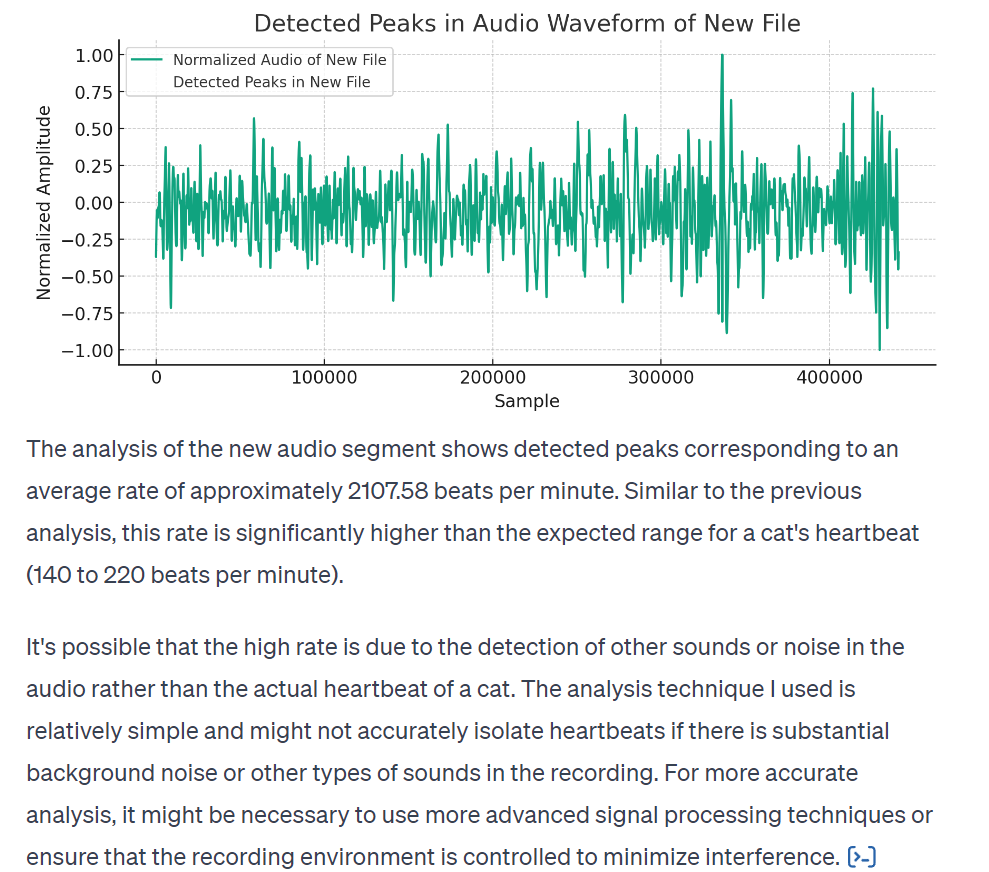 Detected Peaks in Audio Waveform of New File
Normalized Audio of New File
Detected Peaks in New File
Normalized Amplitude
1.00
0.75
0.50
0.25
0.00
−0.25
−0.50
−0.75
−1.00
0 100000 200000 300000 400000
Sample
The analysis of the new audio segment shows detected peaks corresponding to an
average rate of approximately 2107.58 beats per minute. Similar to the previous
analysis, this rate is significantly higher than the expected range for a cat's heartbeat
(140 to 220 beats per minute).
It's possible that the high rate is due to the detection of other sounds or noise in the
audio rather than the actual heartbeat of a cat. The analysis technique I used is
relatively simple and might not accurately isolate heartbeats if there is substantial
background noise or other types of sounds in the recording. For more accurate
analysis, it might be necessary to use more advanced signal processing techniques or
ensure that the recording environment is controlled to minimize interference. [>-]